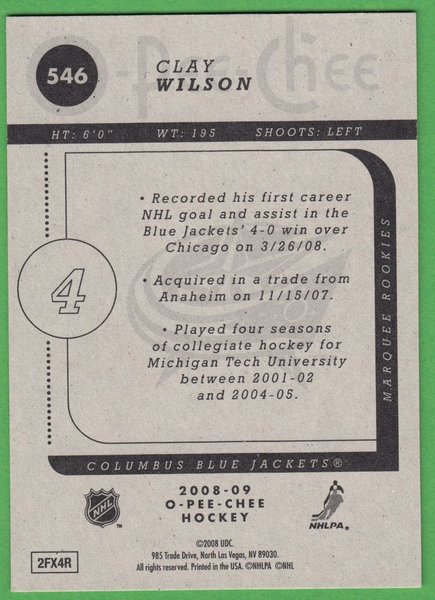 546
O-PEE-CHEE
CLAY
WILSON
HT: 6'0" WT: 195 SHOOTS: LEFT
• Recorded his first career
NHL goal and assist in the
Blue Jackets' 4-0 win over
Chicago on 3/26/08.
4
• Acquired in a trade from
Anaheim on 11/15/07.
• Played four seasons
of collegiate hockey for
Michigan Tech University
between 2001-02
and 2004-05.
MARQUEE ROOKIES
COLUMBUS BLUE JACKETS®
NHL
™
2008-09
O-PEE-CHEE
HOCKEY
NHLPA®
©2008 UDC.
2FX4R
985 Trade Drive, North Las Vegas, NV 89030.
All rights reserved. Printed in the USA. ©NHLPA ©NHL